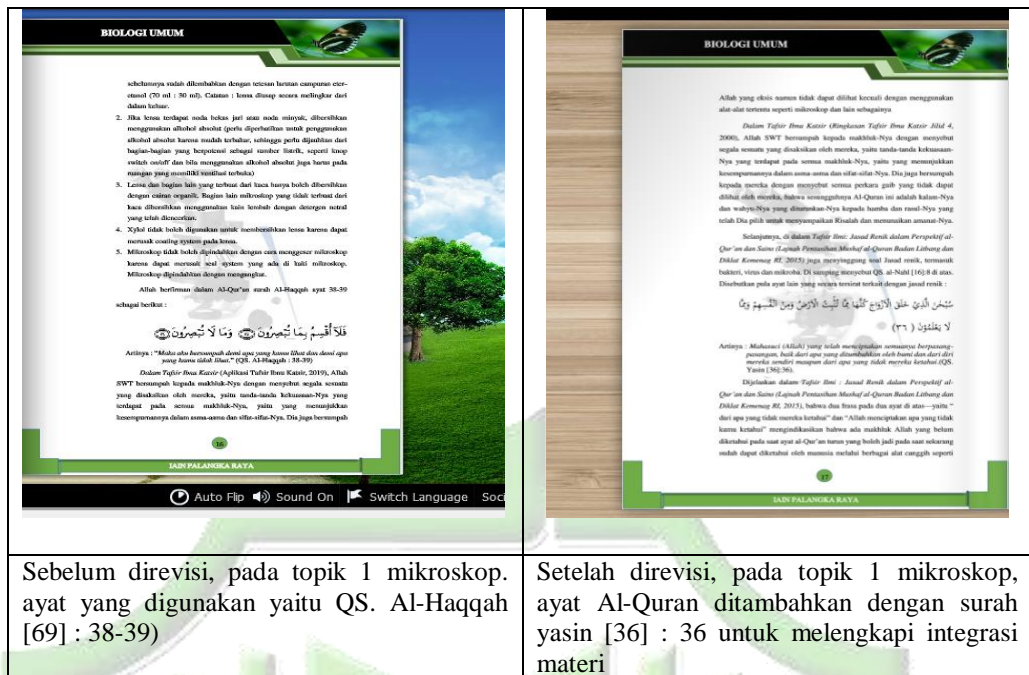 BIOLOGI UMUM
sebelumnya sudah dilembabkan dengan tetesan larutan campuran eter-
etanol (70 ml : 30 ml). Catatan : lensa diusap secara melingkar dari
dalam keluar.
2. Jika lensa terdapat noda bekas jari atau noda minyak, dibersihkan
menggunakan alkohol absolut (perlu diperhatikan untuk penggunaan
alkohol absolut karena mudah terbakar, sehingga perlu dijauhkan dari
bagian-bagian yang berpotensi sebagai sumber listrik, seperti knop
switch on/off dan bila menggunakan alkohol absolut juga harus pada
ruangan yang memiliki ventilasi terbuka)
3. Lensa dan bagian lain yang terbuat dari kaca hanya boleh dibersihkan
dengan cairan organik. Bagian lain mikroskop yang tidak terbuat dari
kaca dibersihkan menggunakan kain lembab dengan detergen netral
yang telah diencerkan.
4. Xylol tidak boleh digunakan untuk membersihkan lensa karena dapat
merusak coating system pada lensa.
5. Mikroskop tidak boleh dipindahkan dengan cara menggeser mikroskop
karena dapat merusak seal system yang ada di kaki mikroskop.
Mikroskop dipindahkan dengan mengangkat.
Allah berfirman dalam Al-Qur'an surah Al-Haqqah ayat 38-39
sebagai berikut :
فَلَآ أُقْسِمُ بِمَا تُبْصِرُونَ ﴿٣٨﴾ وَمَا لَا تُبْصِرُونَ ﴿٣٩﴾
Artinya : "Maka aku bersumpah demi apa yang kamu lihat dan demi apa
yang kamu tidak lihat." (QS. Al-Haqqah : 38-39)
Dalam Tafsir Ibnu Katsir (Aplikasi Tafsir Ibnu Katsir, 2019), Allah
SWT bersumpah kepada makhluk-Nya dengan menyebut segala sesuatu
yang disaksikan oleh mereka, yaitu tanda-tanda kekuasaan-Nya yang
terdapat pada semua makhluk-Nya, yaitu yang menunjukkan
kesempurnaannya dalam asma-asma dan sifat-sifat-Nya. Dia juga bersumpah
16
IAIN PALANGKA RAYA
Auto Flip Sound On Switch Language Soci
Sebelum direvisi, pada topik 1 mikroskop.
ayat yang digunakan yaitu QS. Al-Haqqah
[69] : 38-39)
BIOLOGI UMUM
Allah yang eksis namun tidak dapat dilihat kecuali dengan menggunakan
alat-alat tertentu seperti mikroskop dan lain sebagainya
Dalam Tafsir Ibnu Katsir (Ringkasan Tafsir Ibnu Katsir Jilid 4,
2000), Allah SWT bersumpah kepada makhluk-Nya dengan menyebut
segala sesuatu yang disaksikan oleh mereka, yaitu tanda-tanda kekuasaan-
Nya yang terdapat pada semua makhluk-Nya, yaitu yang menunjukkan
kesempurnaannya dalam asma-asma dan sifat-sifat-Nya. Dia juga bersumpah
kepada mereka dengan menyebut semua perkara gaib yang tidak dapat
dilihat oleh mereka, bahwa sesungguhnya Al-Quran ini adalah kalam-Nya
dan wahyu-Nya yang diturunkan-Nya kepada hamba dan rasul-Nya yang
telah Dia pilih untuk menyampaikan Risalah dan menunaikan amanat-Nya.
Selanjutnya, di dalam Tafsir Ilmi: Jasad Renik dalam Perspektif al-
Qur'an dan Sains (Lajnah Pentasihan Mushaf al-Quran Badan Litbang dan
Diklat Kemenag RI, 2015) juga menyinggung soal Jasad renik, termasuk
bakteri, virus dan mikroba. Di samping menyebut QS. al-Nahl [16]:8 di atas.
Disebutkan pula ayat lain yang secara tersirat terkait dengan jasad renik :
سُبْحٰنَ الَّذِيْ خَلَقَ الْاَزْوَاجَ كُلَّهَا مِمَّا تُنْۢبِتُ الْاَرْضُ وَمِنْ اَنْفُسِهِمْ وَمِمَّا
لَا يَعْلَمُوْنَ ( ٣٦ )
Artinya : Mahasuci (Allah) yang telah menciptakan semuanya berpasang-
pasangan, baik dari apa yang ditumbuhkan oleh bumi dan dari diri
mereka sendiri maupun dari apa yang tidak mereka ketahui.(QS.
Yasin [36]:36).
Dijelaskan dalam Tafsir Ilmi : Jasad Renik dalam Perspektif al-
Qur'an dan Sains (Lajnah Pentasihan Mushaf al-Quran Badan Litbang dan
Diklat Kemenag RI, 2015), bahwa dua frasa pada dua ayat di atas—yaitu "
dari apa yang tidak mereka ketahui" dan "Allah menciptakan apa yang tidak
kamu ketahui" mengindikasikan bahwa ada makhluk Allah yang belum
diketahui pada saat ayat al-Qur'an turun yang boleh jadi pada saat sekarang
sudah dapat diketahui oleh manusia melalui berbagai alat canggih seperti
17
IAIN PALANGKA RAYA
Setelah direvisi, pada topik 1 mikroskop,
ayat Al-Quran ditambahkan dengan surah
yasin [36] : 36 untuk melengkapi integrasi
materi